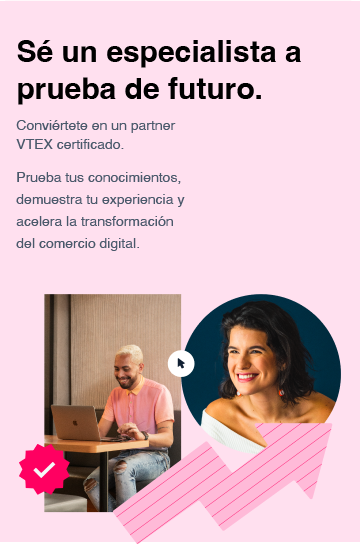 Sé un especialista a
prueba de futuro.
Conviértete en un partner
VTEX certificado.
Prueba tus conocimientos,
demuestra tu experiencia y
acelera la transformación
del comercio digital.